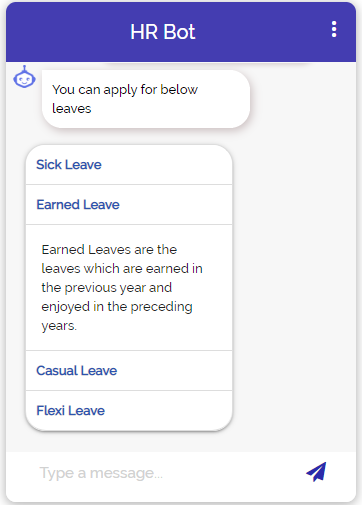 HR Bot
You can apply for below
leaves
Sick Leave
Earned Leave
Earned Leaves are the
leaves which are earned in
the previous year and
enjoyed in the preceding
years.
Casual Leave
Flexi Leave
Type a message...